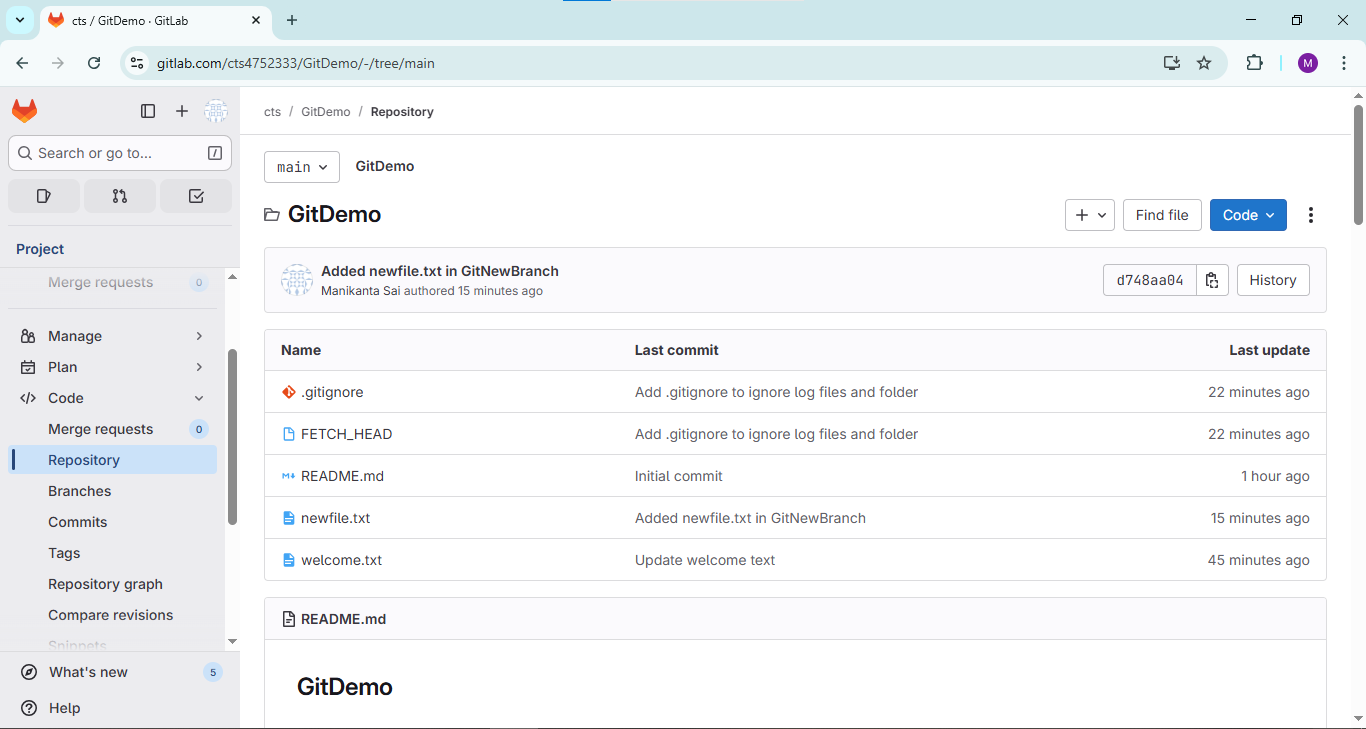 cts / GitDemo · GitLab
gitlab.com/cts4752333/GitDemo/-/tree/main
M
Search or go to...
/
Project
Merge requests 0
Manage
Plan
Code
Merge requests 0
Repository
Branches
Commits
Tags
Repository graph
Compare revisions
Snippets
What's new 5
Help
cts / GitDemo / Repository
main GitDemo
GitDemo
Find file
Code
Added newfile.txt in GitNewBranch
Manikanta Sai authored 15 minutes ago
d748aa04
History
Name Last commit Last update
.gitignore Add .gitignore to ignore log files and folder 22 minutes ago
FETCH_HEAD Add .gitignore to ignore log files and folder 22 minutes ago
README.md Initial commit 1 hour ago
newfile.txt Added newfile.txt in GitNewBranch 15 minutes ago
welcome.txt Update welcome text 45 minutes ago
README.md
GitDemo